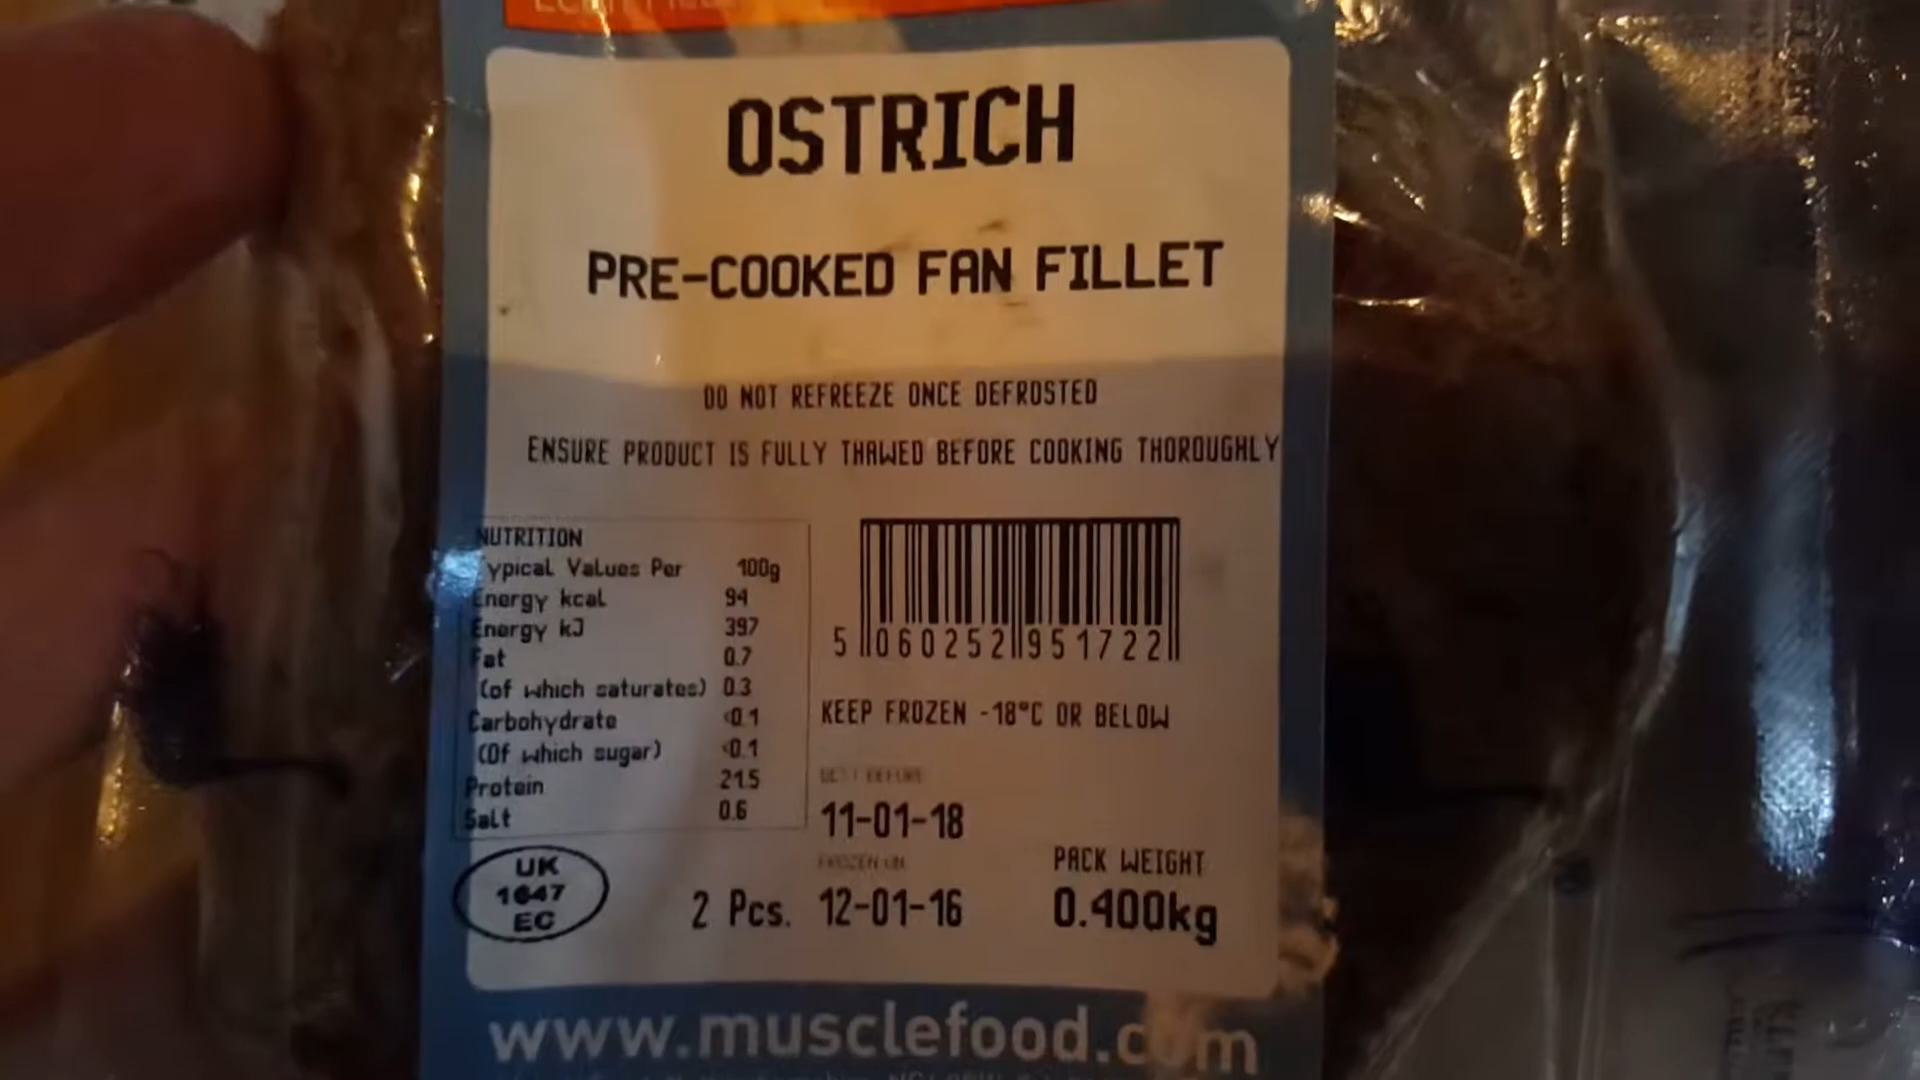 OSTRICH
PRE-COOKED FAN FILLET
DO NOT REFREEZE ONCE DEFROSTED
ENSURE PRODUCT IS FULLY THAWED BEFORE COOKING THOROUGHLY
NUTRITION
Typical Values Per 100g
Energy kcal 94
Energy kJ 397
Fat 0.7
(of which saturates) 0.3
Carbohydrate <0.1
(Of which sugar) <0.1
Protein 21.5
Salt 0.6
5 060252 951722
KEEP FROZEN -18°C OR BELOW
BEST BEFORE
11-01-18
FROZEN ON
12-01-16
2 Pcs.
PACK WEIGHT
0.400kg
UK
1647
EC
www.musclefood.com